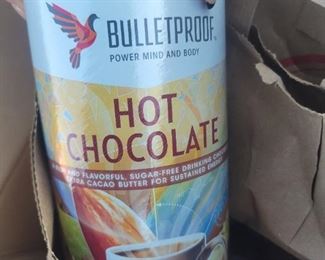 BULLETPROOF
POWER MIND AND BODY
HOT
CHOCOLATE
AND FLAVORFUL, SUGAR-FREE DRINKING
CACAO BUTTER FOR SUSTAINED